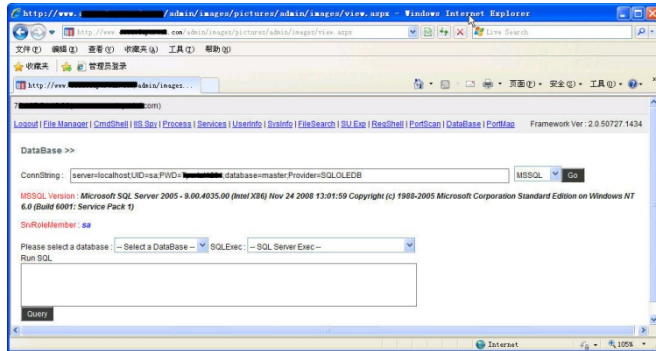 http://www. /admin/images/pictures/admin/images/view.aspx - Windows Internet Explorer
http://www. .com/admin/images/pictures/admin/images/view.aspx
Live Search
文件(F) 编辑(E) 查看(V) 收藏夹(A) 工具(T) 帮助(H)
收藏夹 管理员登录
http://www. admin/images... 页面(P) 安全(S) 工具(O)
7 com)
Logout | File Manager | CmdShell | IIS Spy | Process | Services | UserInfo | SysInfo | FileSearch | SU Exp | RegShell | PortScan | DataBase | PortMap Framework Ver : 2.0.50727.1434
DataBase >>
ConnString : server=localhost;UID=sa;PWD= ;database=master;Provider=SQLOLEDB MSSQL Go
MSSQL Version : Microsoft SQL Server 2005 - 9.00.4035.00 (Intel X86) Nov 24 2008 13:01:59 Copyright (c) 1988-2005 Microsoft Corporation Standard Edition on Windows NT
6.0 (Build 6001: Service Pack 1)
SrvRoleMember : sa
Please select a database : -- Select a DataBase -- SQLExec : -- SQL Server Exec --
Run SQL
Query
Internet 105%